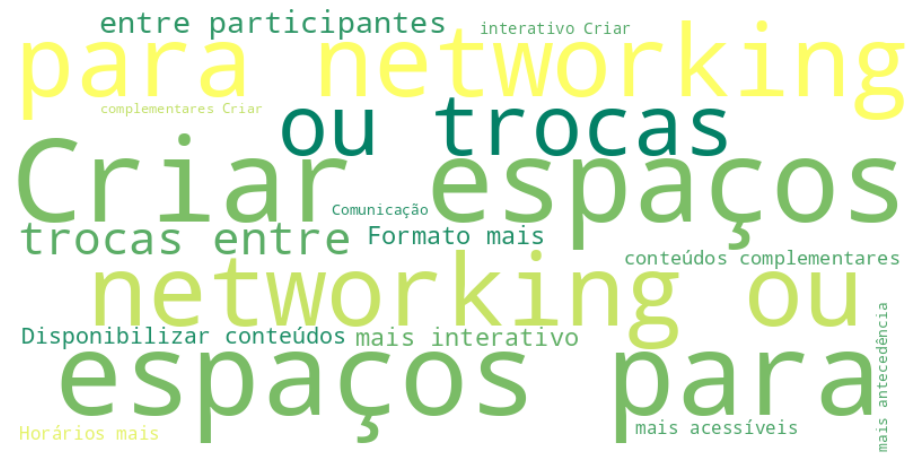 entre participantes
interativo Criar
para networking
complementares Criar
ou trocas
Criar espaços
Comunicação
trocas entre
Formato mais
conteúdos complementares
networking ou
Disponibilizar conteúdos
mais interativo
mais antecedência
espaços para
Horários mais
mais acessíveis